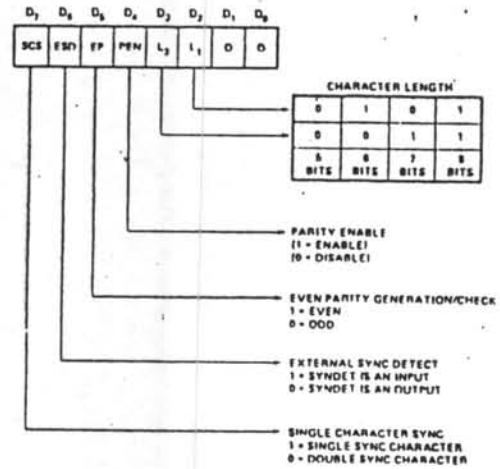 D7 D6 D5 D4 D3 D2 D1 D0
SCS ESD EP PEN L2 L1 0 0
CHARACTER LENGTH
0 1 0 1
0 0 1 1
5 BITS 6 BITS 7 BITS 8 BITS
PARITY ENABLE
(1 = ENABLE)
(0 = DISABLE)
EVEN PARITY GENERATION/CHECK
1 = EVEN
0 = ODD
EXTERNAL SYNC DETECT
1 = SYNDET IS AN INPUT
0 = SYNDET IS AN OUTPUT
SINGLE CHARACTER SYNC
1 = SINGLE SYNC CHARACTER
0 = DOUBLE SYNC CHARACTER